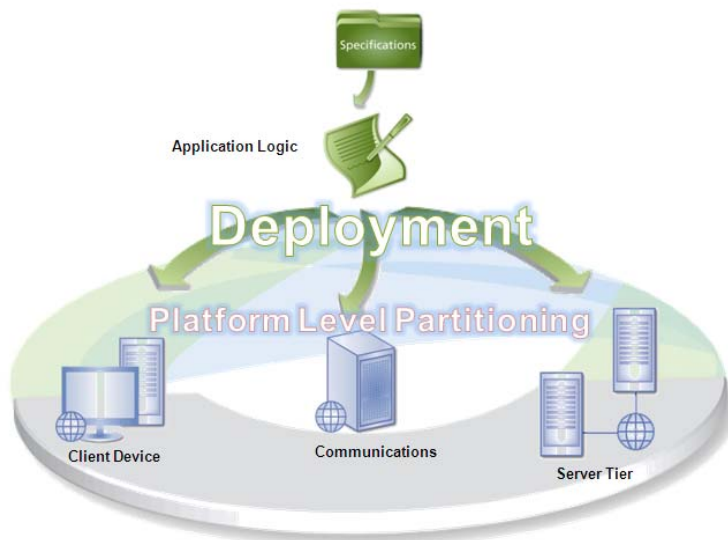 Specifications
Application Logic
Deployment
Platform Level Partitioning
Client Device
Communications
Server Tier